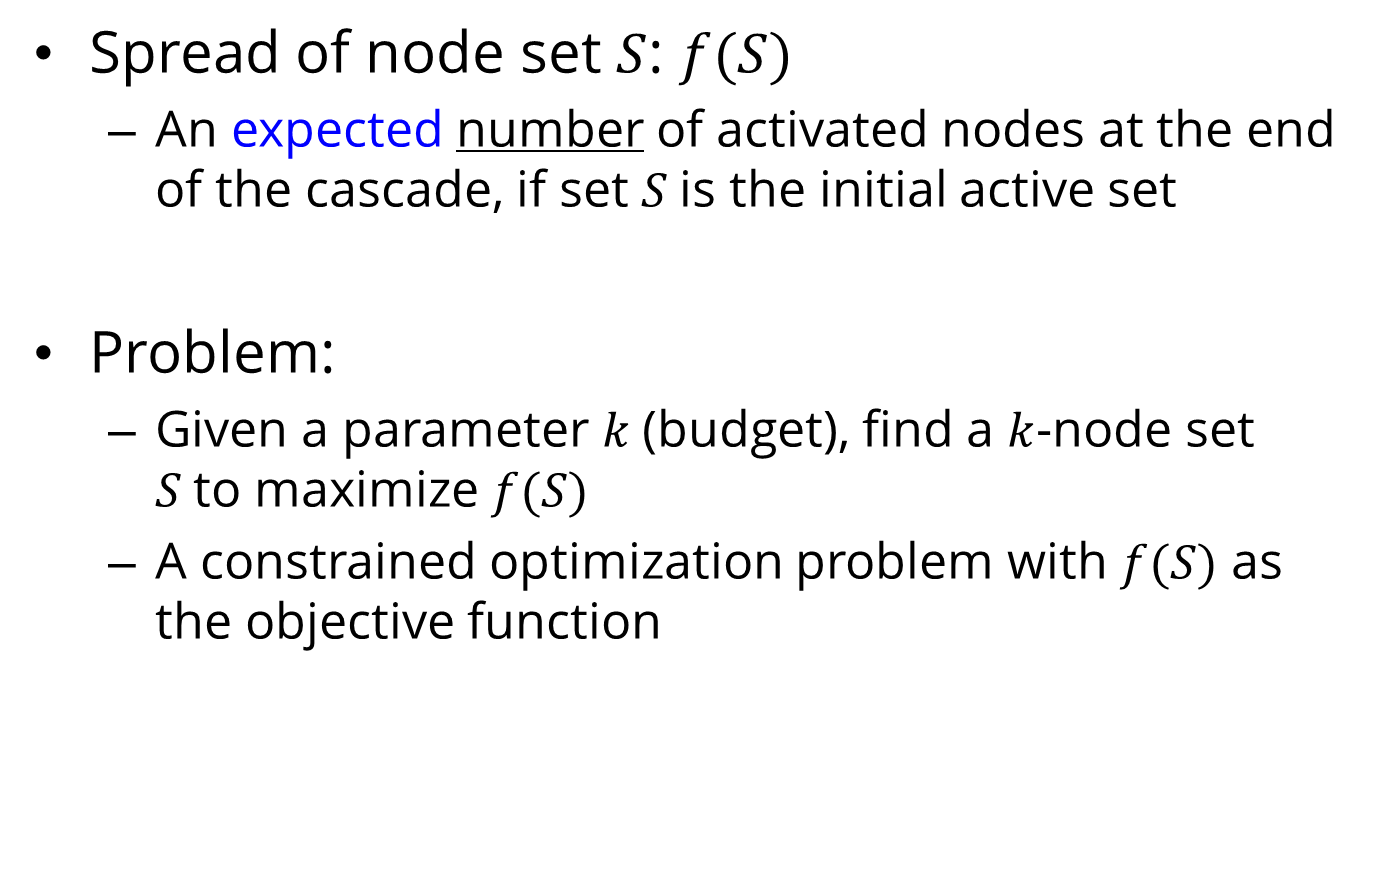 • Spread of node set S: f(S)
– An expected number of activated nodes at the end
of the cascade, if set S is the initial active set
• Problem:
– Given a parameter k (budget), find a k-node set
S to maximize f(S)
– A constrained optimization problem with f(S) as
the objective function